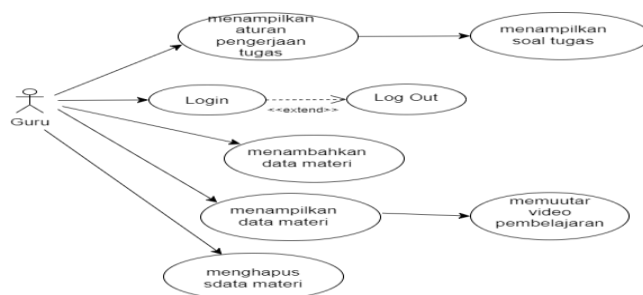 menampilkan
aturan
pengerjaan
tugas
menampilkan
soal tugas
Guru
Login
<<extend>>
Log Out
menambahkan
data materi
menampilkan
data materi
memuutar
video
pembelajaran
menghapus
sdata materi